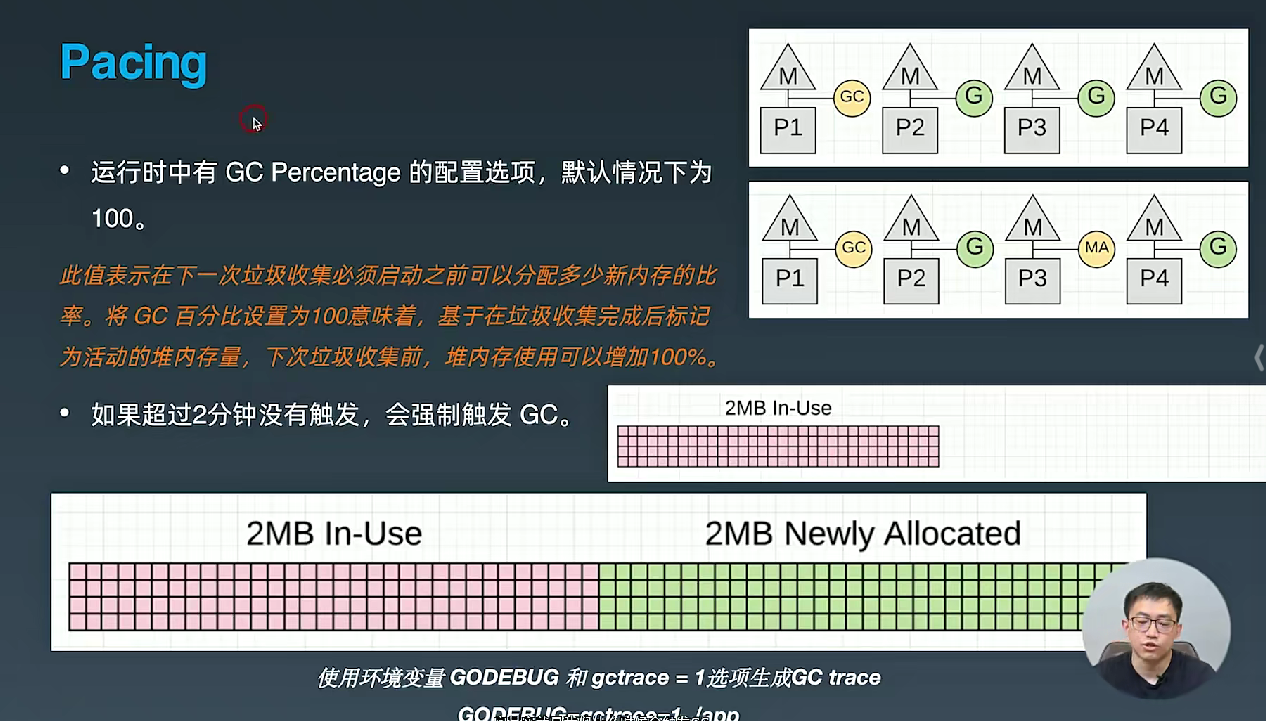 Pacing
运行时中有 GC Percentage 的配置选项，默认情况下为
100。
此值表示在下一次垃圾收集必须启动之前可以分配多少新内存的比
率。将 GC 百分比设置为100意味着，基于在垃圾收集完成后标记
为活动的堆内存量，下次垃圾收集前，堆内存使用可以增加100%。
如果超过2分钟没有触发，会强制触发 GC。
M M M M
GC G G G
P1 P2 P3 P4
M M M M
GC G MA G
P1 P2 P3 P4
2MB In-Use
2MB In-Use 2MB Newly Allocated
使用环境变量 GODEBUG 和 gctrace = 1选项生成GC trace
GODEBUG=gctrace=1 ./app